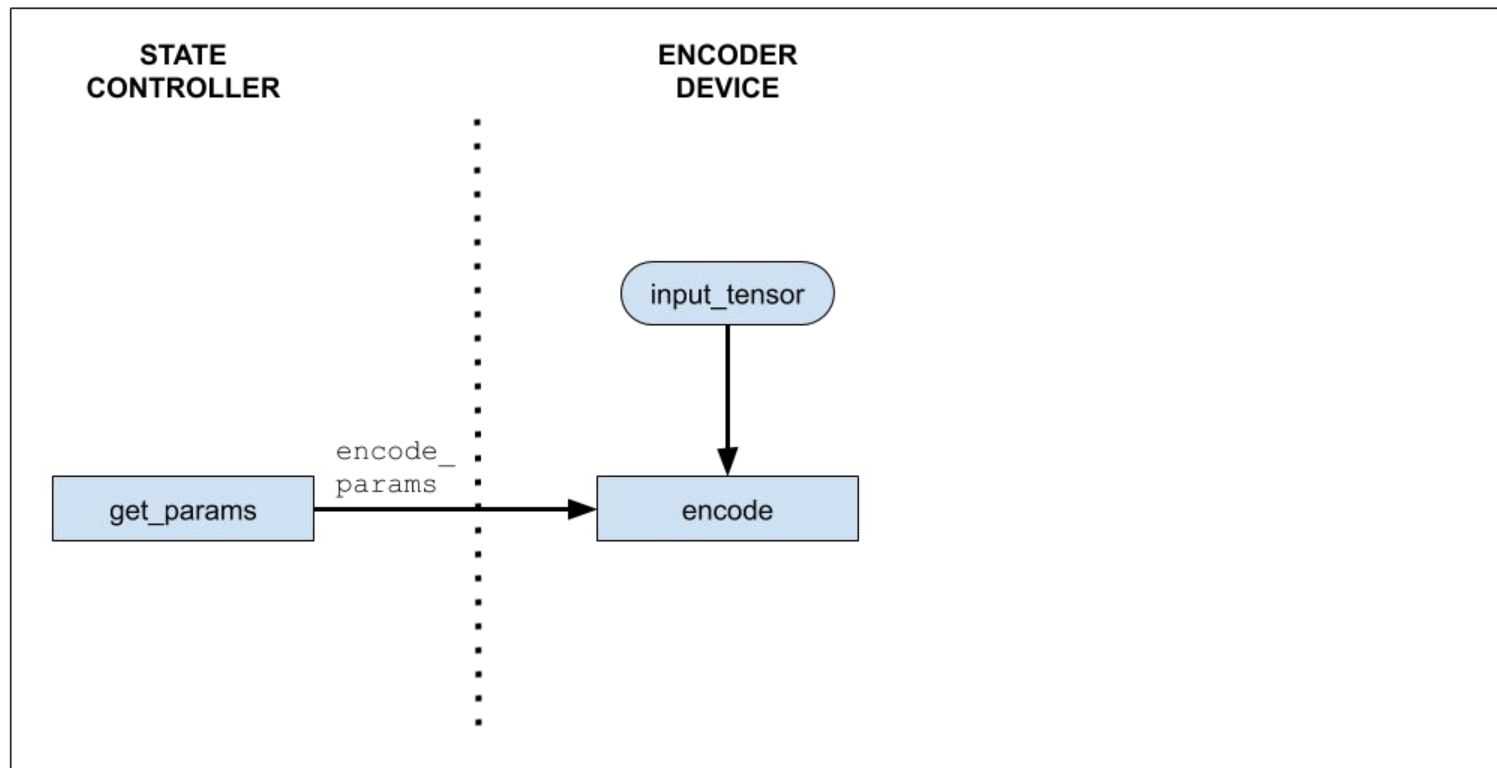 STATE
CONTROLLER
ENCODER
DEVICE
input_tensor
encode_
params
get_params
encode